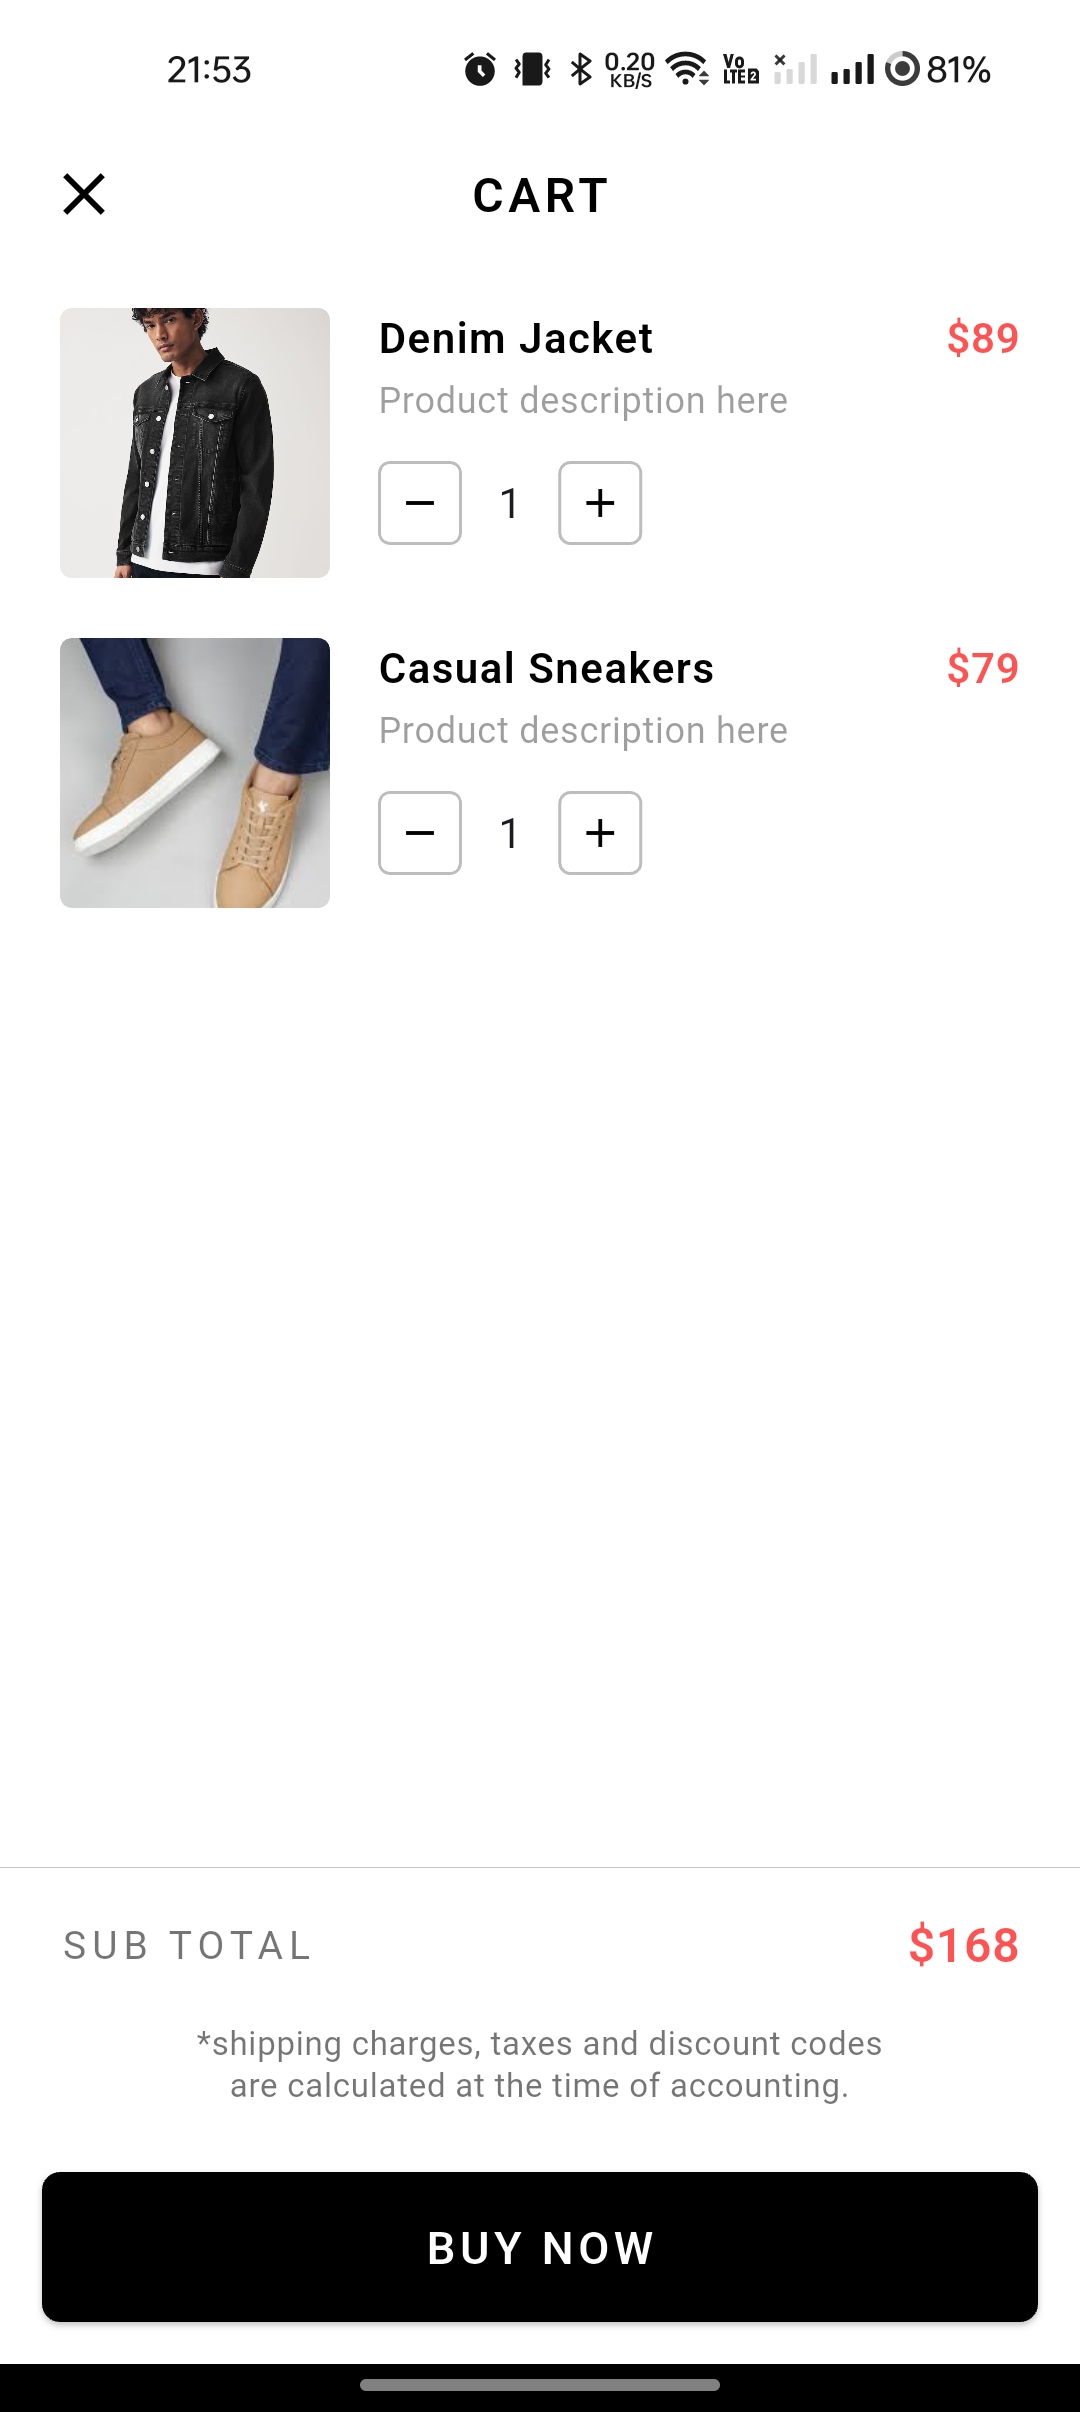 21:53
0.20 KB/S
Vo LTE 2
81%
CART
Denim Jacket
$89
Product description here
1
Casual Sneakers
$79
Product description here
1
SUB TOTAL
$168
*shipping charges, taxes and discount codes
are calculated at the time of accounting.
BUY NOW